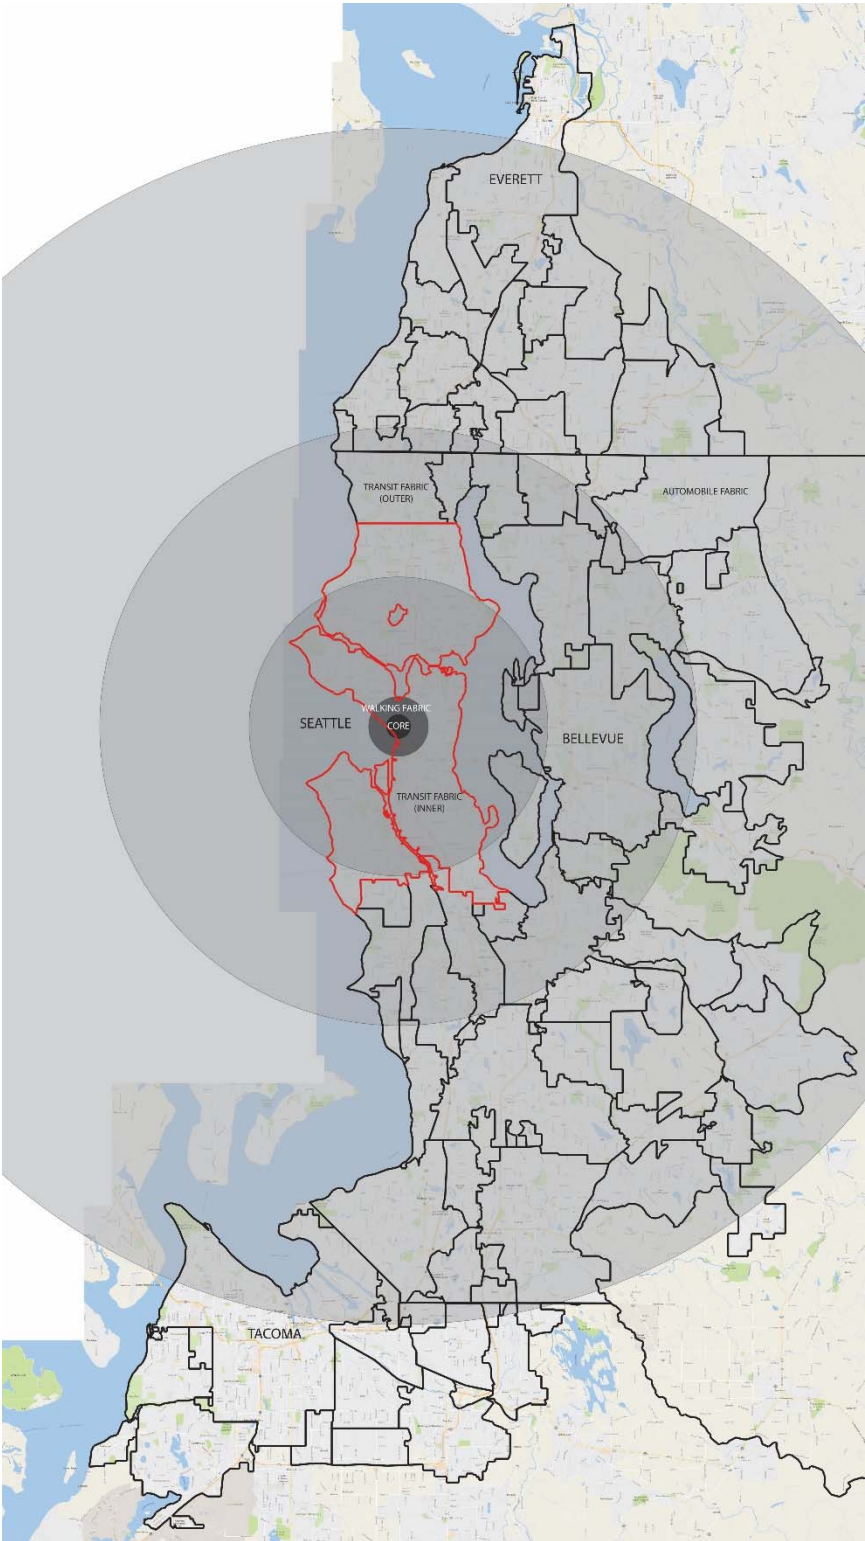 EVERETT
TRANSIT FABRIC
(OUTER)
AUTOMOBILE FABRIC
WALKING FABRIC
SEATTLE
CORE
BELLEVUE
TRANSIT FABRIC
(INNER)
TACOMA